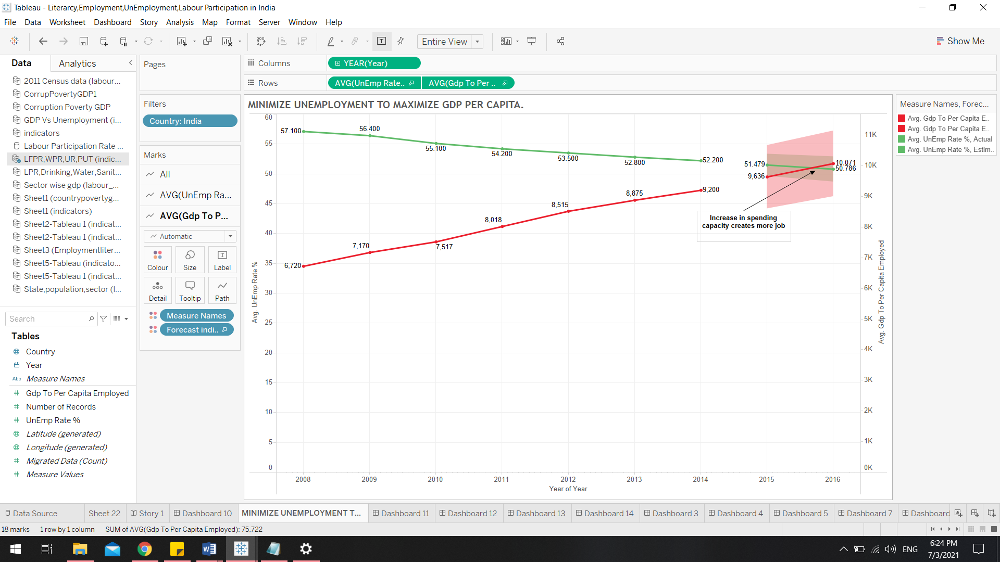 Tableau - Literarcy,Employment,UnEmployment,Labour Participation in India
File Data Worksheet Dashboard Story Analysis Map Format Server Window Help
Entire View
Show Me
Data Analytics
2011 Census data (labour...
CorrupPovertyGDP1
Corruption Poverty GDP
GDP Vs Unemployment (i...
indicators
Labour Participation Rate ...
LFPR,WPR,UR,PUT (indic...
LPR,Drinking,Water,Sanit...
Sector wise gdp (labour_...
Sheet1 (countrypovertyg...
Sheet1 (indicators)
Sheet2-Tableau 1 (indicat...
Sheet2-Tableau 1 (indicat...
Sheet3 (Employmentliter...
Sheet5-Tableau (indicato...
Sheet5-Tableau 1 (indicat...
State,population,sector (l...
Search
Tables
Country
Year
Abc Measure Names
Gdp To Per Capita Employed
Number of Records
UnEmp Rate %
Latitude (generated)
Longitude (generated)
Migrated Data (Count)
Measure Values
Pages
Filters
Country: India
Marks
All
AVG(UnEmp Ra...
AVG(Gdp To P...
Automatic
Colour Size Label
Detail Tooltip Path
Measure Names
Forecast indi..
Columns
YEAR(Year)
Rows
AVG(UnEmp Rate.. AVG(Gdp To Per ..
MINIMIZE UNEMPLOYMENT TO MAXIMIZE GDP PER CAPITA.
60
55
50
45
40
35
30
25
20
15
10
5
0
Avg. UnEmp Rate %
57.100
56.400
55.100
54.200
53.500
52.800
52.200
51.479
50.786
6,720
7,170
7,517
8,018
8,515
8,875
9,200
9,636
10,071
Increase in spending
capacity creates more job
11K
10K
9K
8K
7K
6K
5K
4K
3K
2K
1K
0K
Avg. Gdp To Per Capita Employed
2008 2009 2010 2011 2012 2013 2014 2015 2016
Year of Year
Measure Names, Forec...
Avg. Gdp To Per Capita E..
Avg. Gdp To Per Capita E..
Avg. UnEmp Rate %, Actual
Avg. UnEmp Rate %, Estim..
Data Source Sheet 22 Story 1 Dashboard 10 MINIMIZE UNEMPLOYMENT T... Dashboard 11 Dashboard 12 Dashboard 13 Dashboard 14 Dashboard 3 Dashboard 4 Dashboard 5 Dashboard 7 Dashboard
18 marks 1 row by 1 column SUM of AVG(Gdp To Per Capita Employed): 75,722
ENG
6:24 PM
7/3/2021